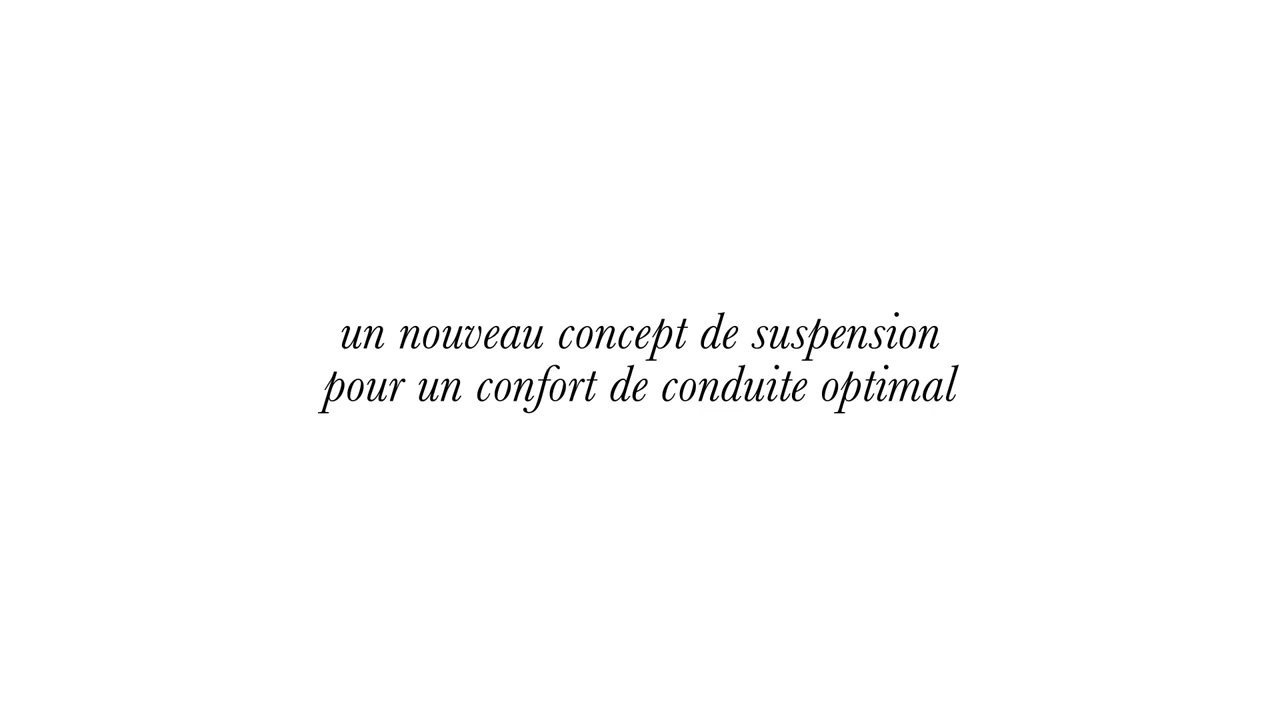 un nouveau concept de suspension
pour un confort de conduite optimal